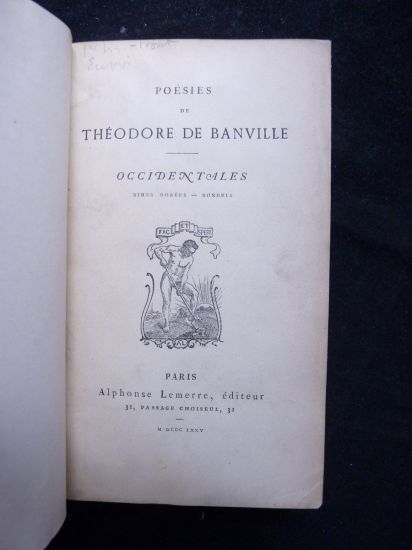 POÉSIES
DE
THÉODORE DE BANVILLE
OCCIDENTALES
RIMES DORÉES — RONDELS
FAC ET SPERA
AL
PARIS
Alphonse Lemerre, éditeur
31, PASSAGE CHOISEUL, 31
M DCCC LXXV